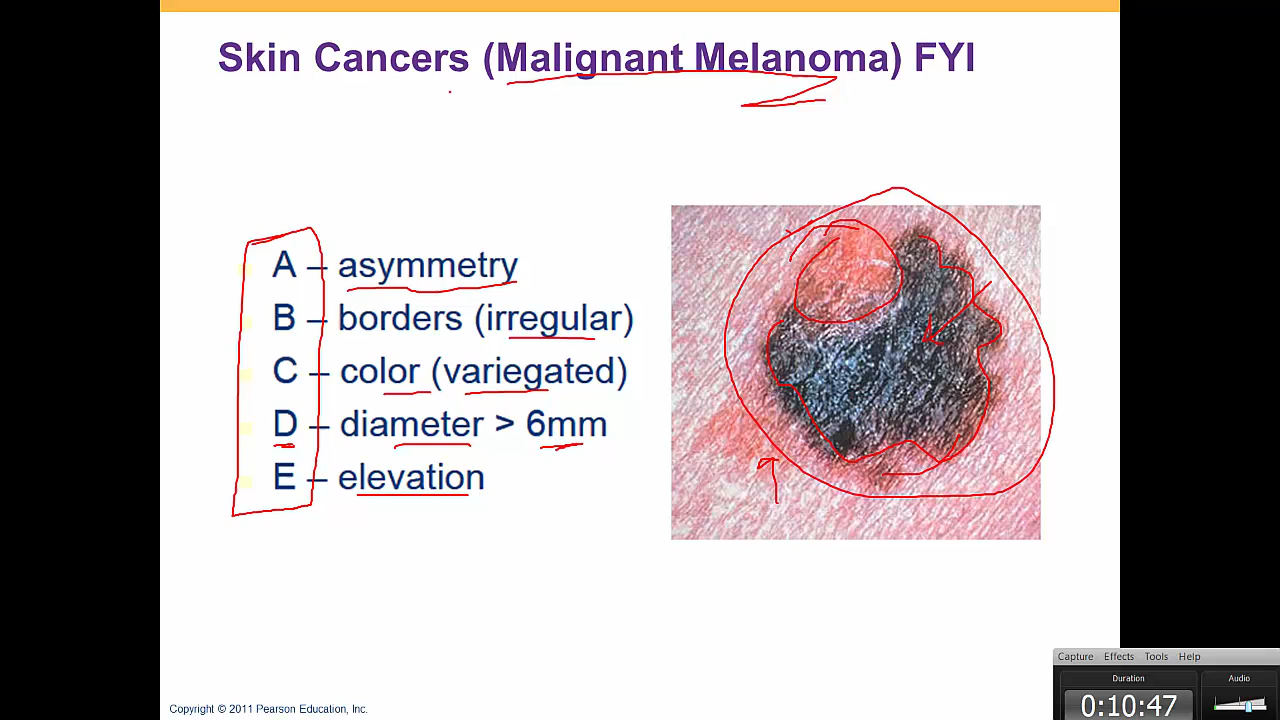 Skin Cancers (Malignant Melanoma) FYI
A – asymmetry
B – borders (irregular)
C – color (variegated)
D – diameter > 6mm
E – elevation
Copyright © 2011 Pearson Education, Inc.
Capture Effects Tools Help
Duration Audio
0:10:47